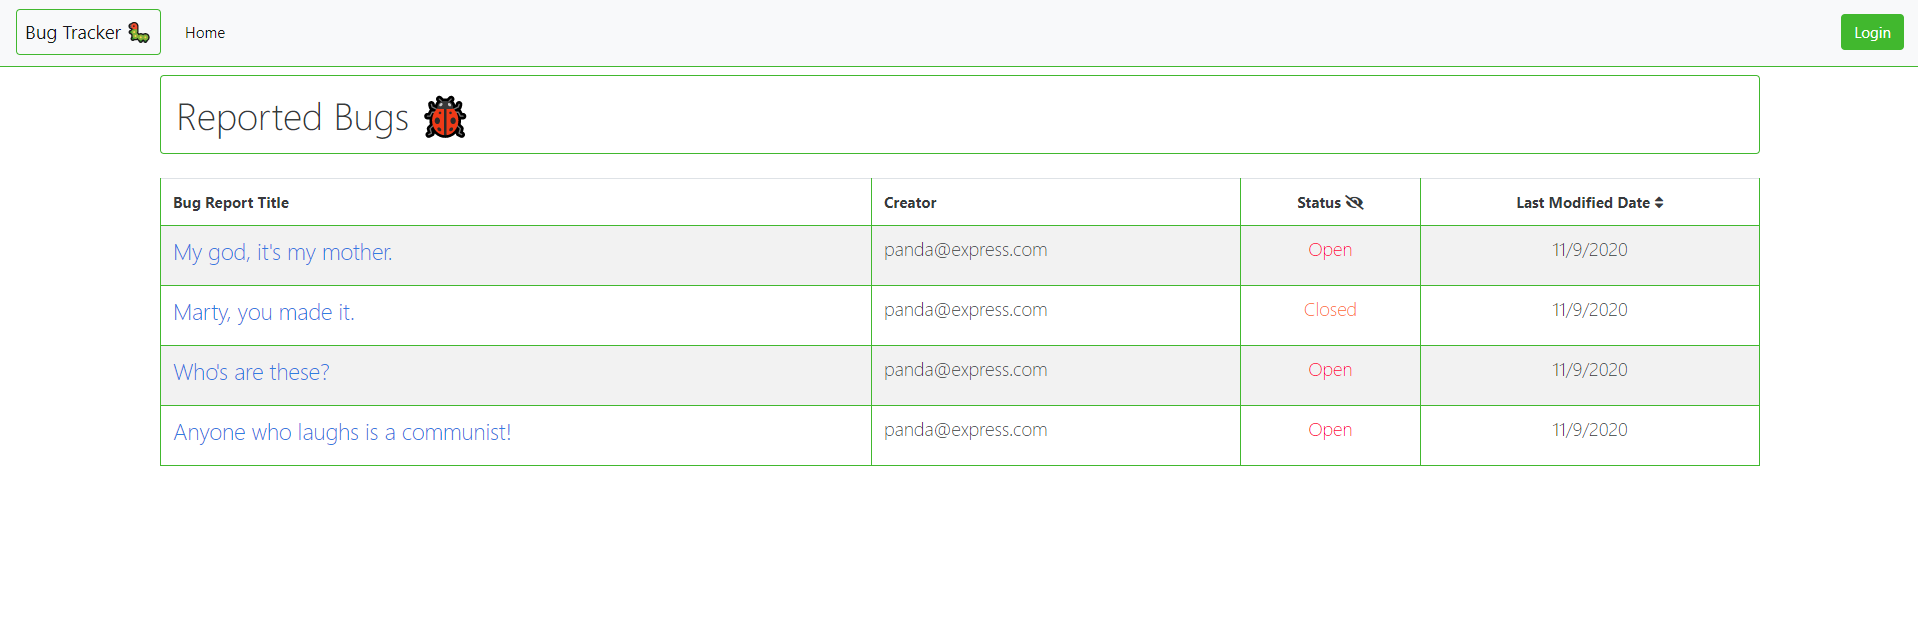 Bug Tracker 🐛 Home Login
Reported Bugs 🐞
Bug Report Title Creator Status Last Modified Date
My god, it's my mother. panda@express.com Open 11/9/2020
Marty, you made it. panda@express.com Closed 11/9/2020
Who's are these? panda@express.com Open 11/9/2020
Anyone who laughs is a communist! panda@express.com Open 11/9/2020